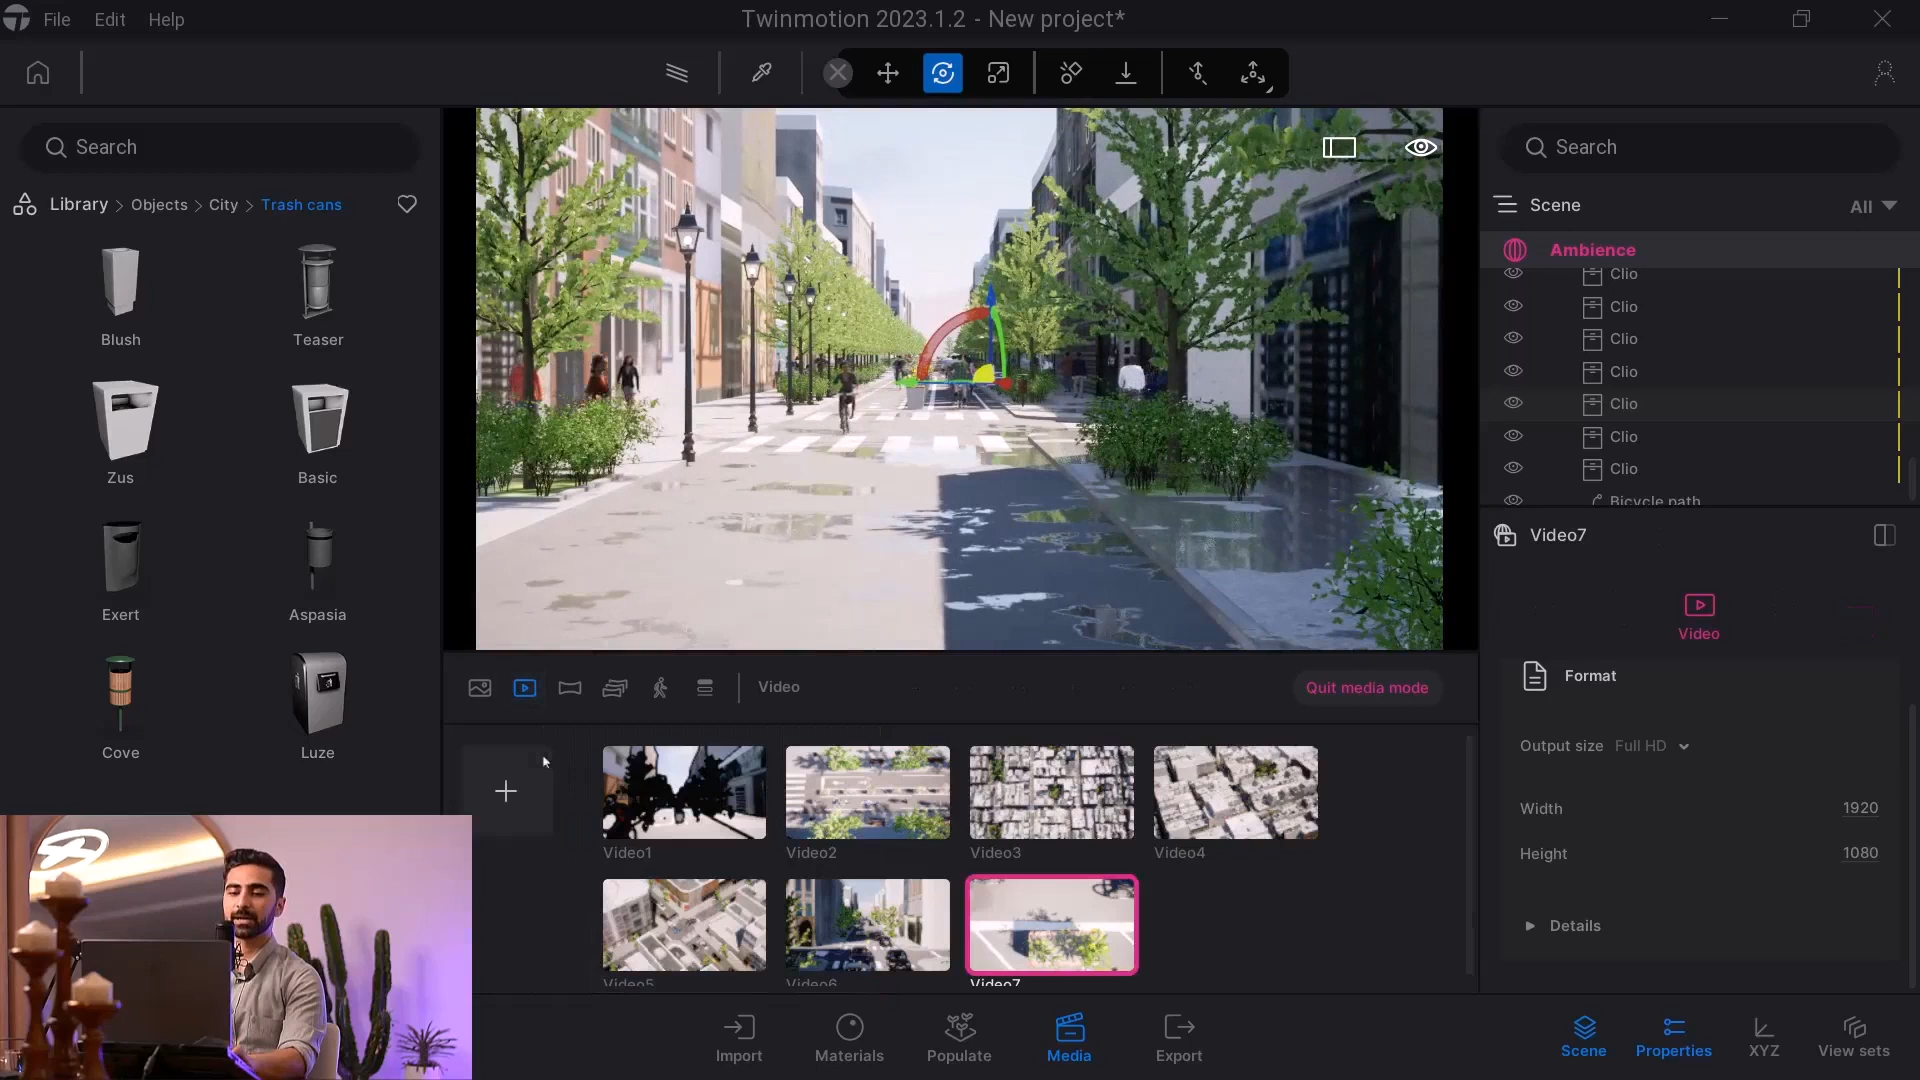 File Edit Help
Twinmotion 2023.1.2 - New project*
Search
Library > Objects > City > Trash cans
Blush
Teaser
Zus
Basic
Exert
Aspasia
Cove
Luze
Video
Quit media mode
Video1
Video2
Video3
Video4
Video5
Video6
Video7
Import
Materials
Populate
Media
Export
Search
Scene
All
Ambience
Clio
Clio
Clio
Clio
Clio
Clio
Clio
Bicycle path
Video7
Video
Format
Output size Full HD
Width 1920
Height 1080
Details
Scene
Properties
XYZ
View sets